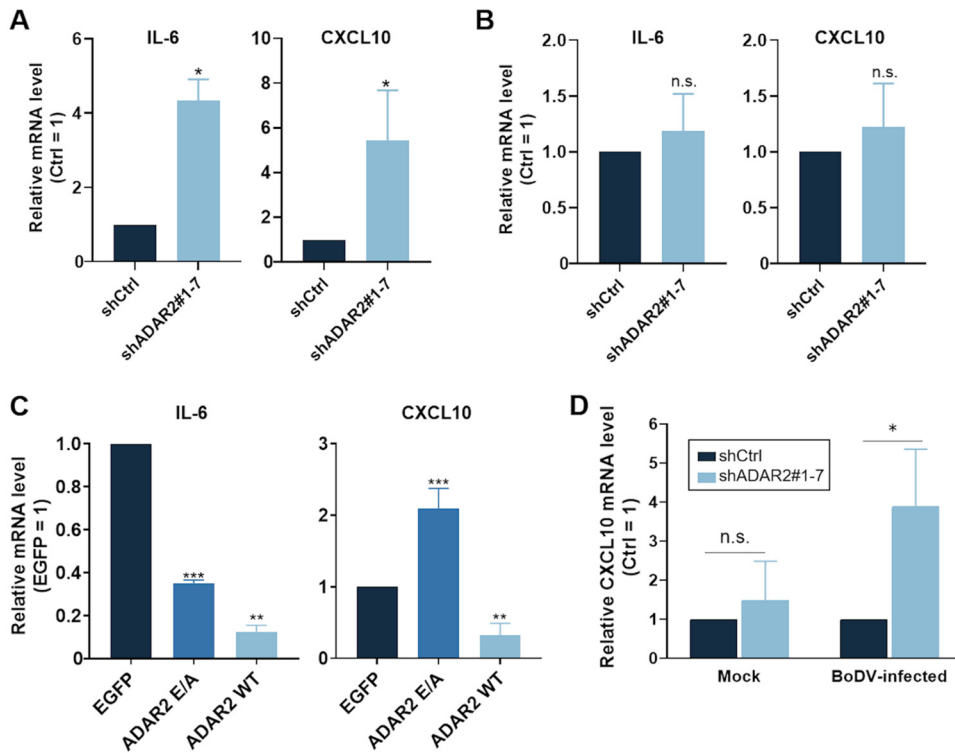 A
IL-6
CXCL10
Relative mRNA level
(Ctrl = 1)
6
4
2
0
*
shCtrl
shADAR2#1-7
10
8
6
4
2
0
*
shCtrl
shADAR2#1-7
B
IL-6
CXCL10
Relative mRNA level
(Ctrl = 1)
2.0
1.5
1.0
0.5
0.0
n.s.
shCtrl
shADAR2#1-7
2.0
1.5
1.0
0.5
0.0
n.s.
shCtrl
shADAR2#1-7
C
IL-6
CXCL10
Relative mRNA level
(EGFP = 1)
1.0
0.8
0.6
0.4
0.2
0
***
**
EGFP
ADAR2 E/A
ADAR2 WT
3
2
1
0
***
**
EGFP
ADAR2 E/A
ADAR2 WT
D
Relative CXCL10 mRNA level
(Ctrl = 1)
6
5
4
3
2
1
0
shCtrl
shADAR2#1-7
n.s.
*
Mock
BoDV-infected